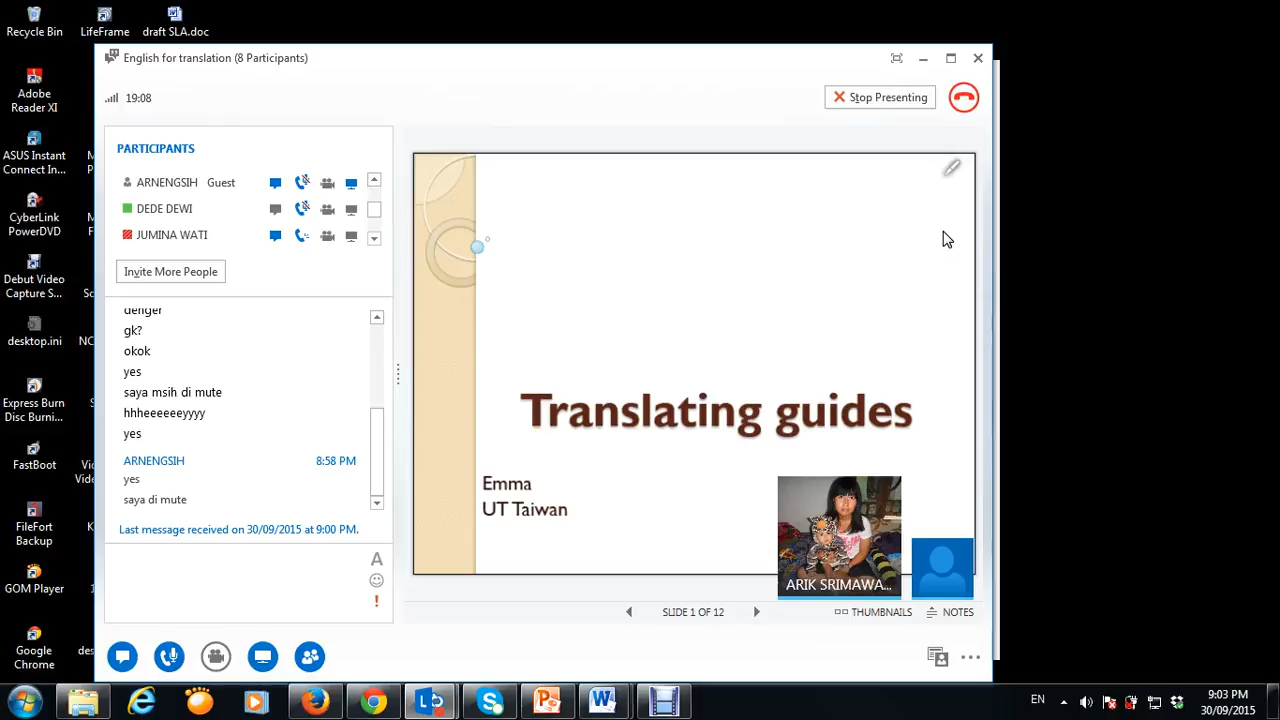 Recycle Bin
LifeFrame
draft SLA.doc
Adobe
Reader XI
ASUS Instant
Connect In...
CyberLink
PowerDVD
Debut Video
Capture S...
desktop.ini
Express Burn
Disc Burni...
FastBoot
FileFort
Backup
GOM Player
Google
Chrome
English for translation (8 Participants)
19:08
Stop Presenting
PARTICIPANTS
ARNENGSIH Guest
DEDE DEWI
JUMINA WATI
Invite More People
denger
gk?
okok
yes
saya msih di mute
hhheeeeeeyyyy
yes
ARNENGSIH 8:58 PM
yes
saya di mute
Last message received on 30/09/2015 at 9:00 PM.
A
!
Translating guides
Emma
UT Taiwan
ARIK SRIMAWA...
SLIDE 1 OF 12
THUMBNAILS
NOTES
EN
9:03 PM
30/09/2015